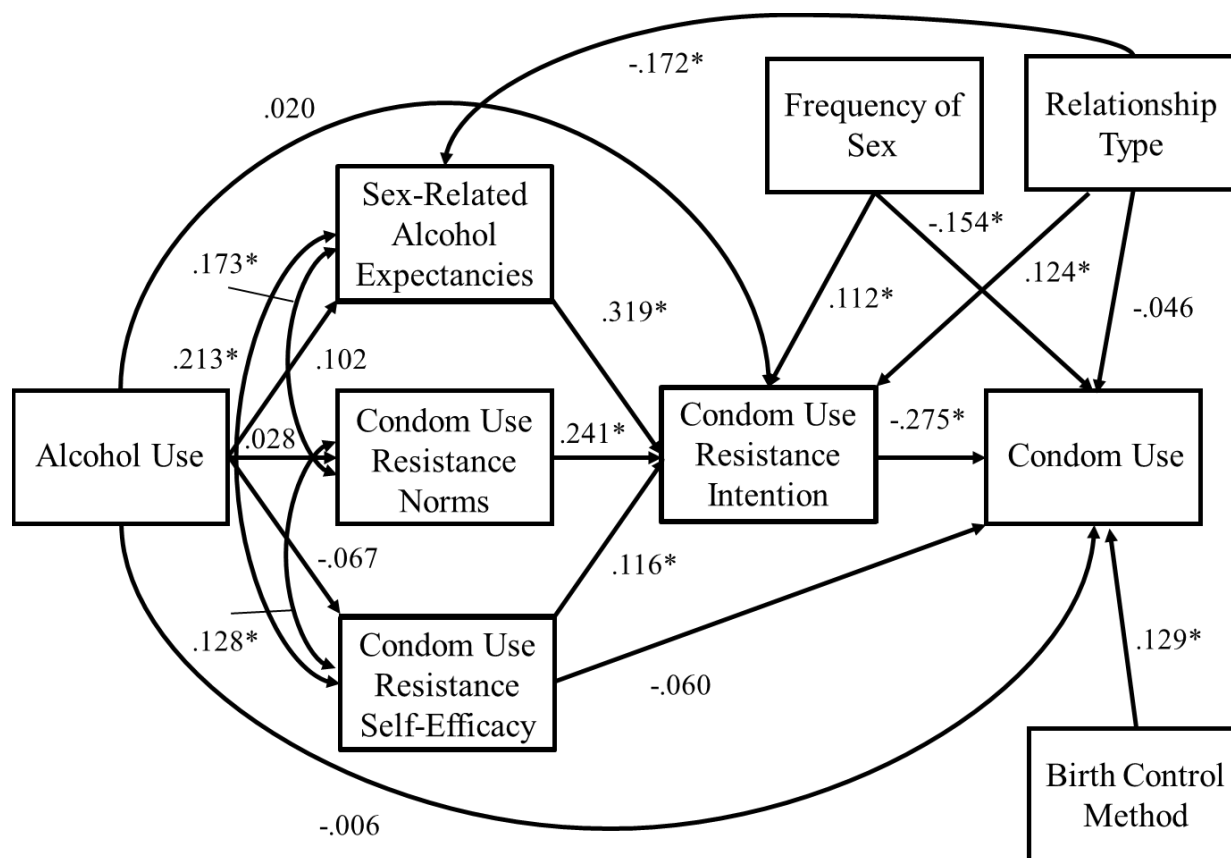 -.172*
.020
Frequency of
Sex
Relationship
Type
Sex-Related
Alcohol
Expectancies
.173*
-.154*
.124*
.112*
-.046
.319*
.213*
.102
Alcohol Use
.028
Condom Use
Resistance
Norms
.241*
Condom Use
Resistance
Intention
-.275*
Condom Use
-.067
.116*
.128*
Condom Use
Resistance
Self-Efficacy
-.060
.129*
Birth Control
Method
-.006